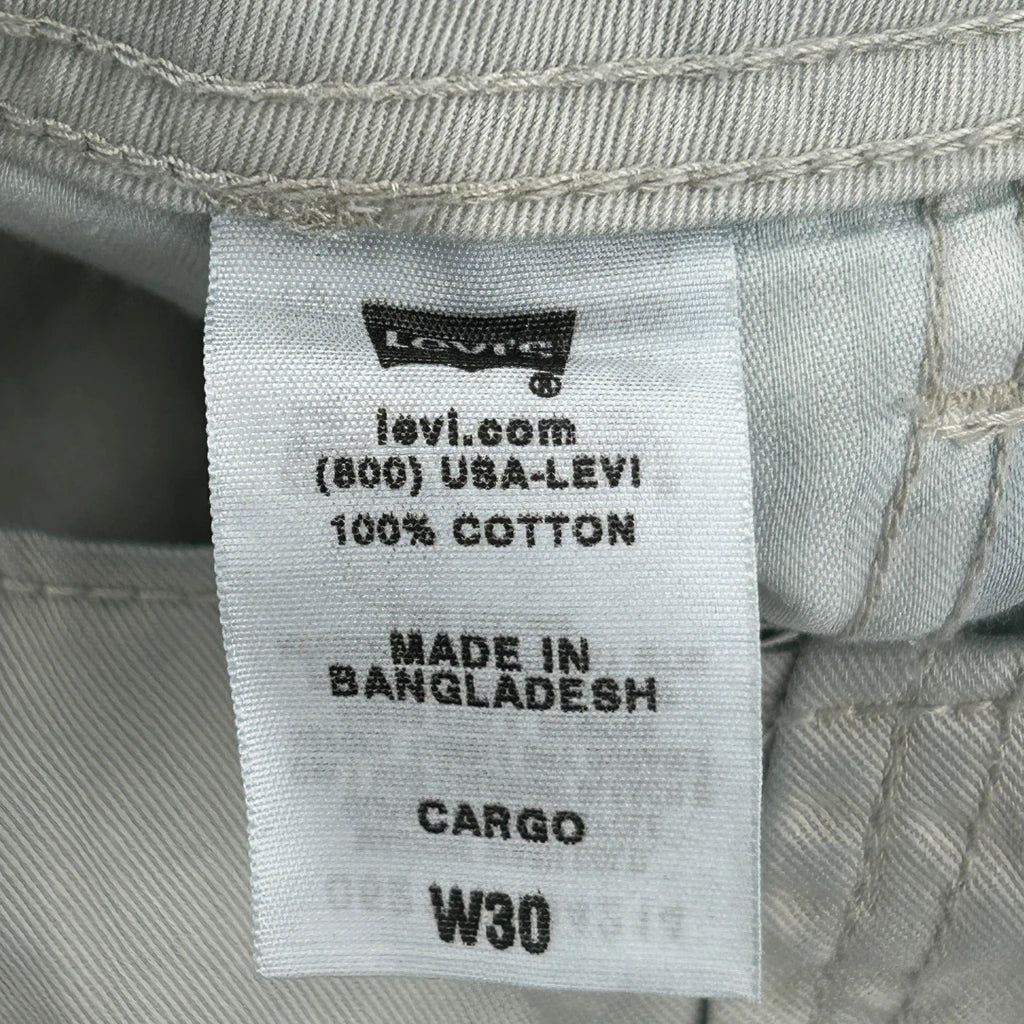 Levi's
®
levi.com
(800) USA-LEVI
100% COTTON
MADE IN
BANGLADESH
CARGO
W30